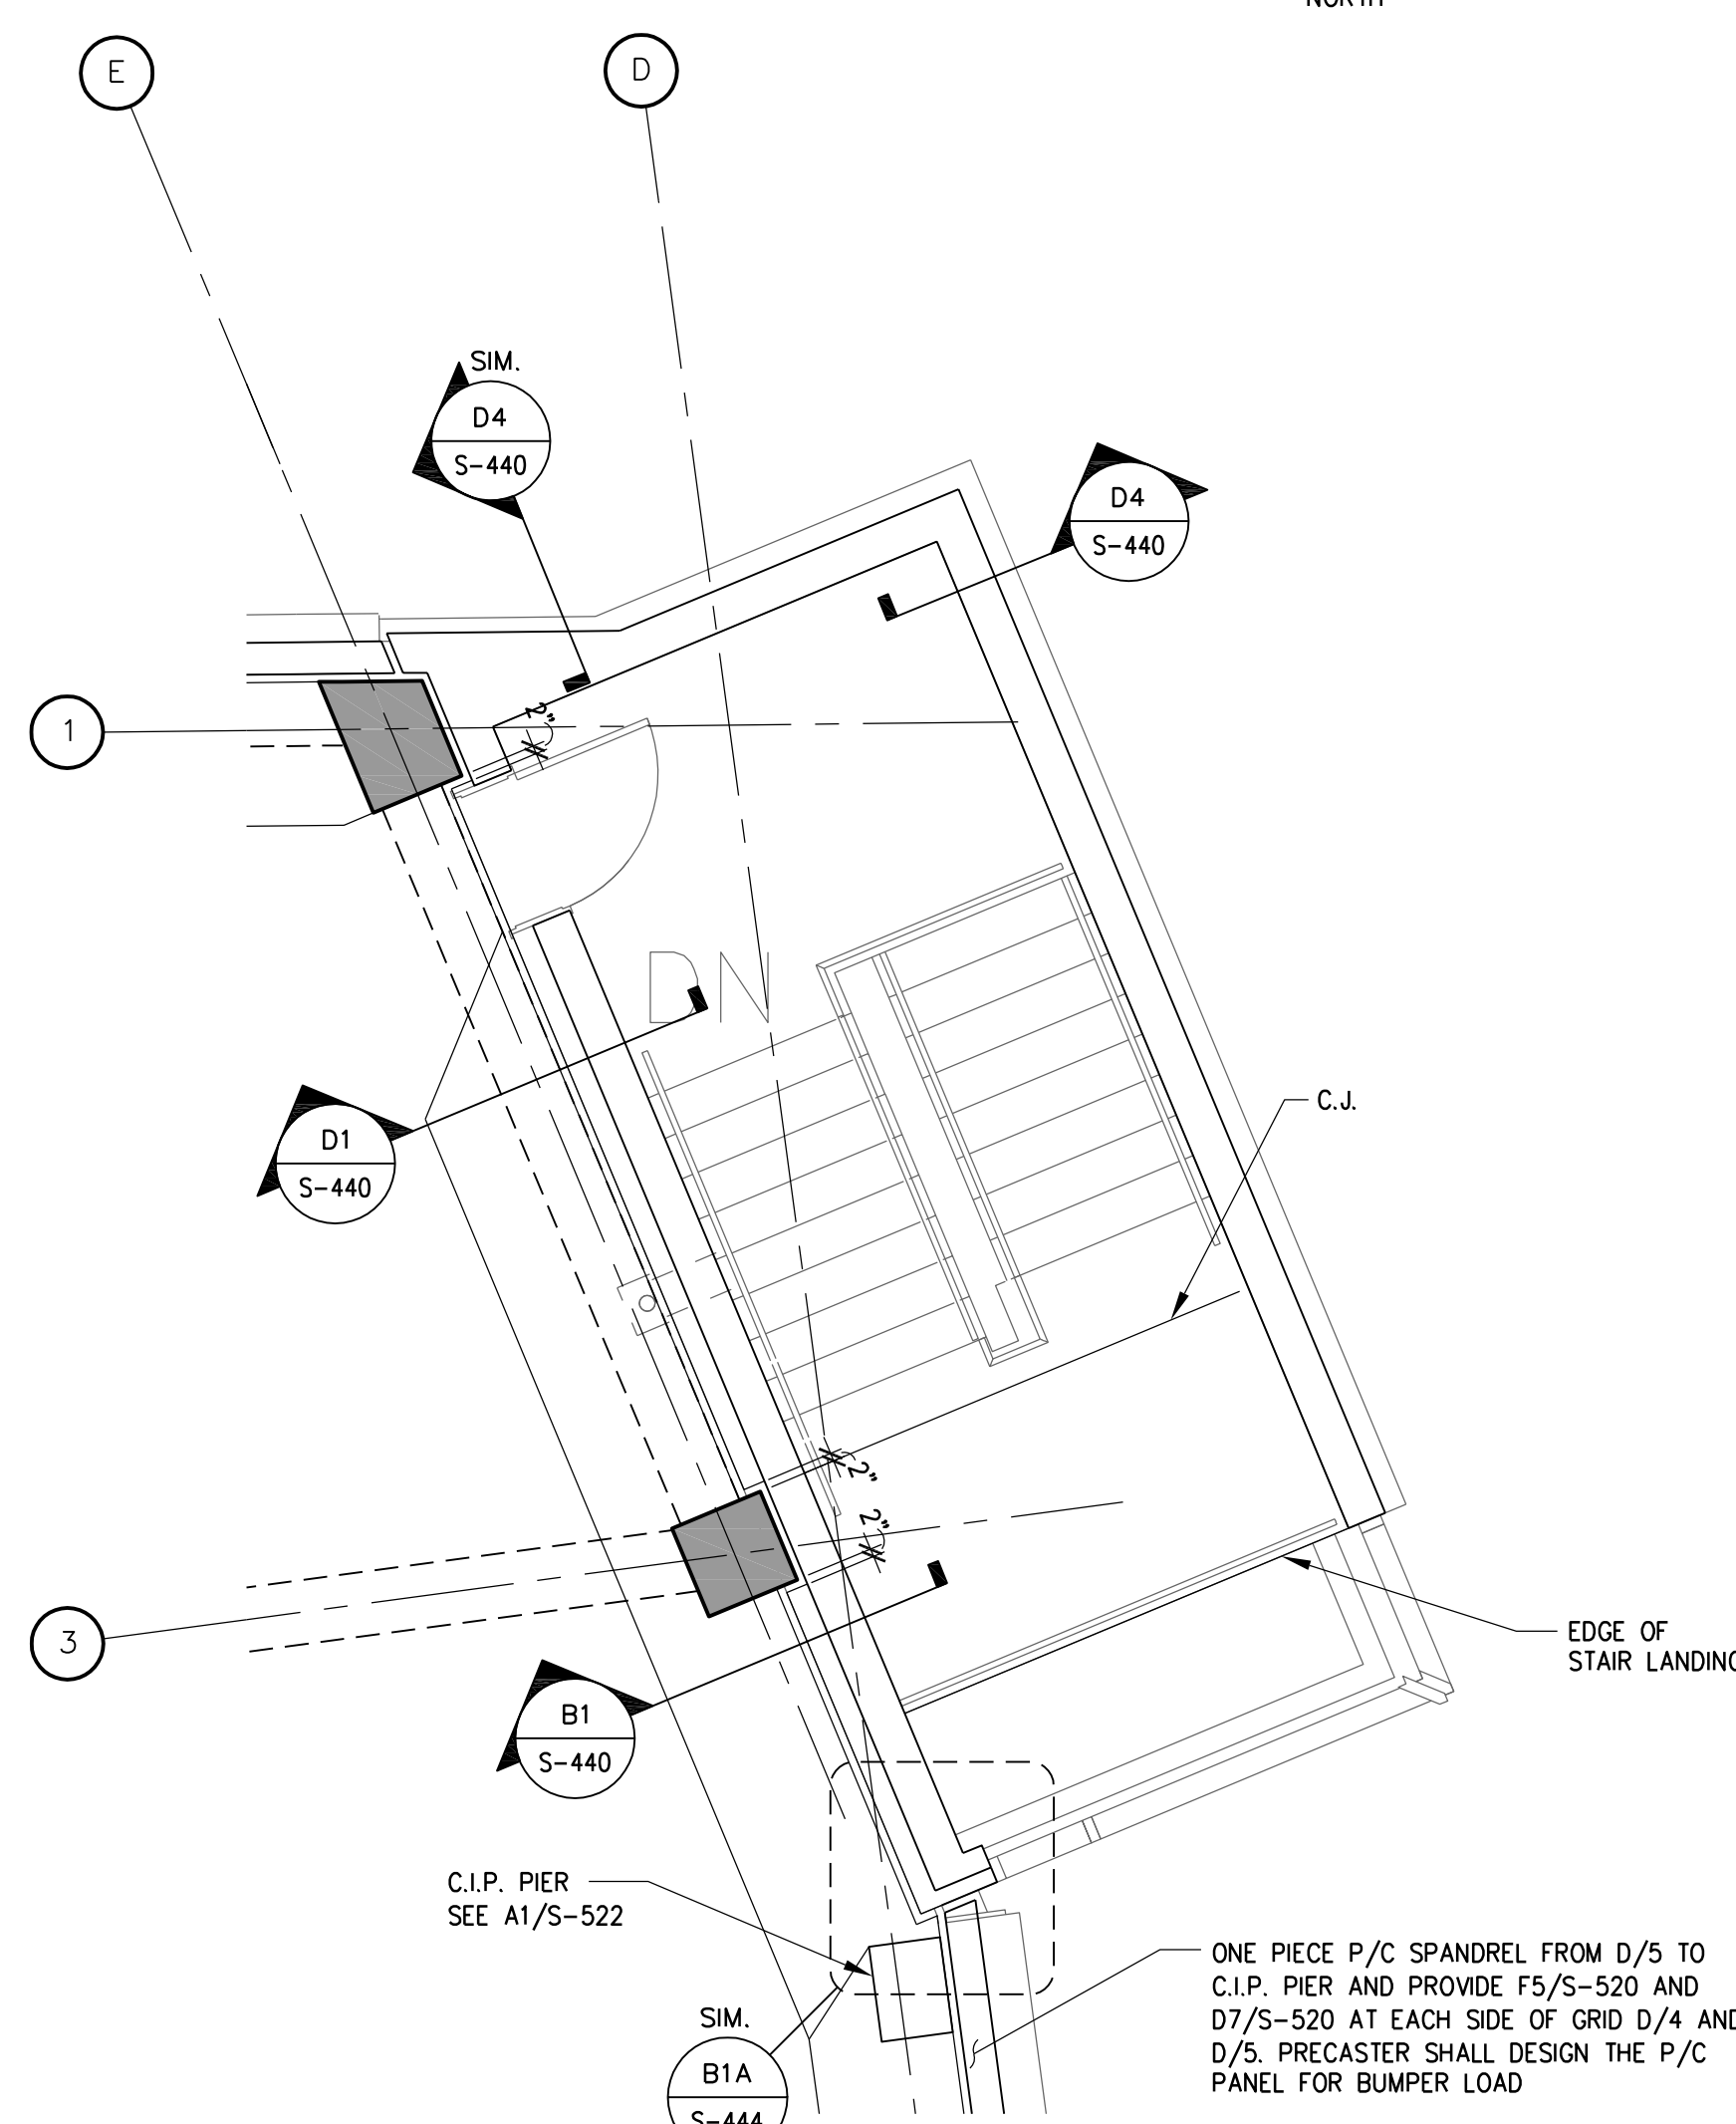 NORTH
E
D
SIM.
D4
S-440
D4
S-440
1
2"
DN
C.J.
D1
S-440
2"
2"
3
EDGE OF
STAIR LANDING
B1
S-440
C.I.P. PIER
SEE A1/S-522
ONE PIECE P/C SPANDREL FROM D/5 TO
C.I.P. PIER AND PROVIDE F5/S-520 AND
D7/S-520 AT EACH SIDE OF GRID D/4 AND
D/5. PRECASTER SHALL DESIGN THE P/C
PANEL FOR BUMPER LOAD
SIM.
B1A
S-444